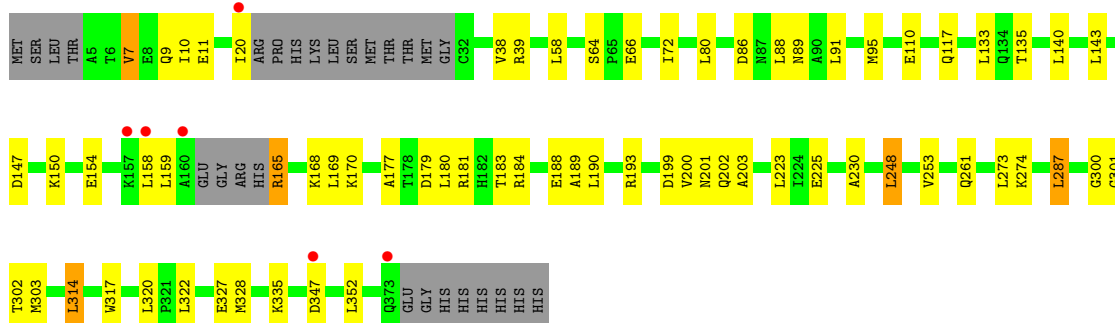 MET SER LEU THR A5 T6 V7 E8 Q9 I10 E11 I20 ARG PRO HIS LYS LEU SER MET THR THR MET GLY C32 V38 R39 L58 S64 P65 E66 I72 L80 D86 N87 L88 N89 A90 L91 M95 E110 Q117 L133 Q134 T135 L140 L143
D147 K150 E154 K157 L158 L159 A160 GLU GLY ARG HIS R165 K168 L169 K170 A177 T178 D179 L180 R181 H182 T183 R184 E188 A189 L190 R193 D199 V200 N201 Q202 A203 L223 I224 E225 A230 L248 V253 Q261 L273 K274 L287 G300 G301
T302 M303 L314 W317 L320 P321 L322 E327 M328 K335 D347 L352 Q373 GLU GLY HIS HIS HIS HIS HIS HIS